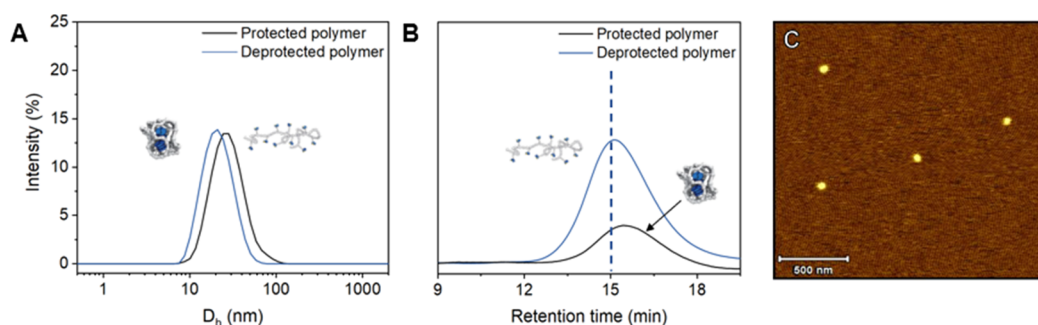 A
Intensity (%)
25
20
15
10
5
0
Protected polymer
Deprotected polymer
1
10
100
1000
D_h (nm)
B
Protected polymer
Deprotected polymer
9
12
15
18
Retention time (min)
C
500 nm